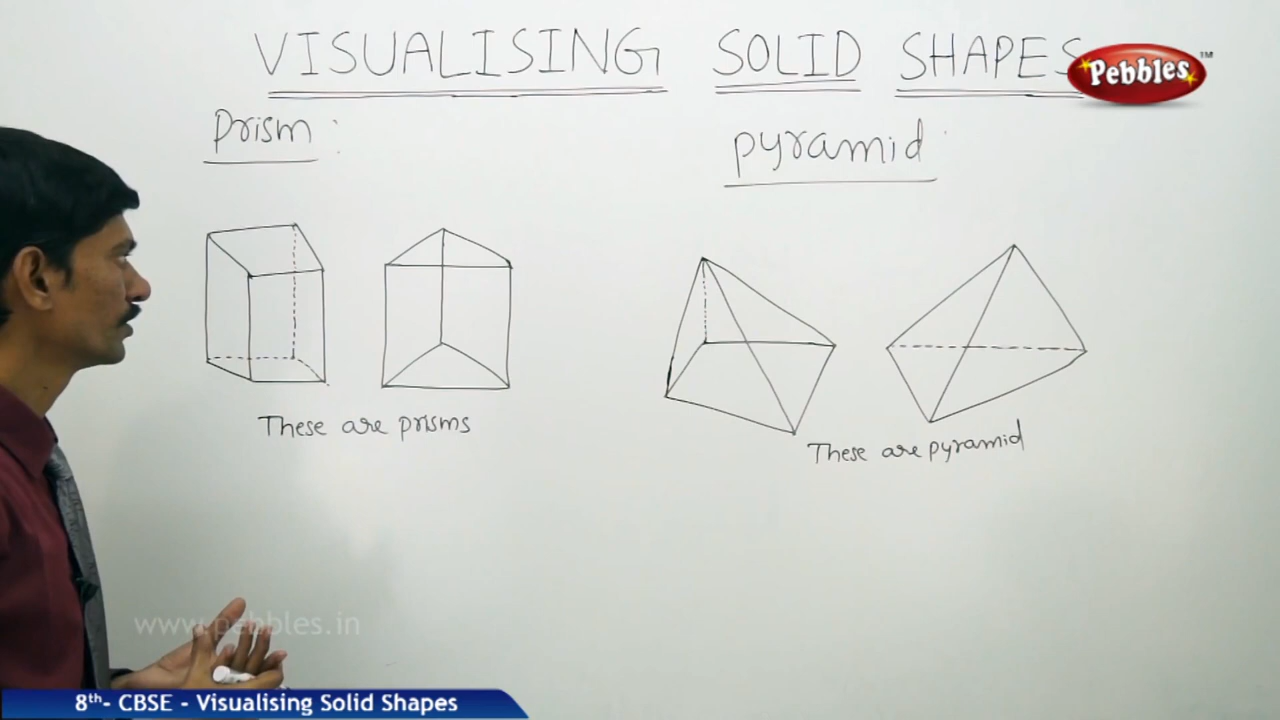 VISUALISING SOLID SHAPES
Pebbles™
Prism :
pyramid
These are prisms
These are pyramid
www.pebbles.in
8th- CBSE - Visualising Solid Shapes